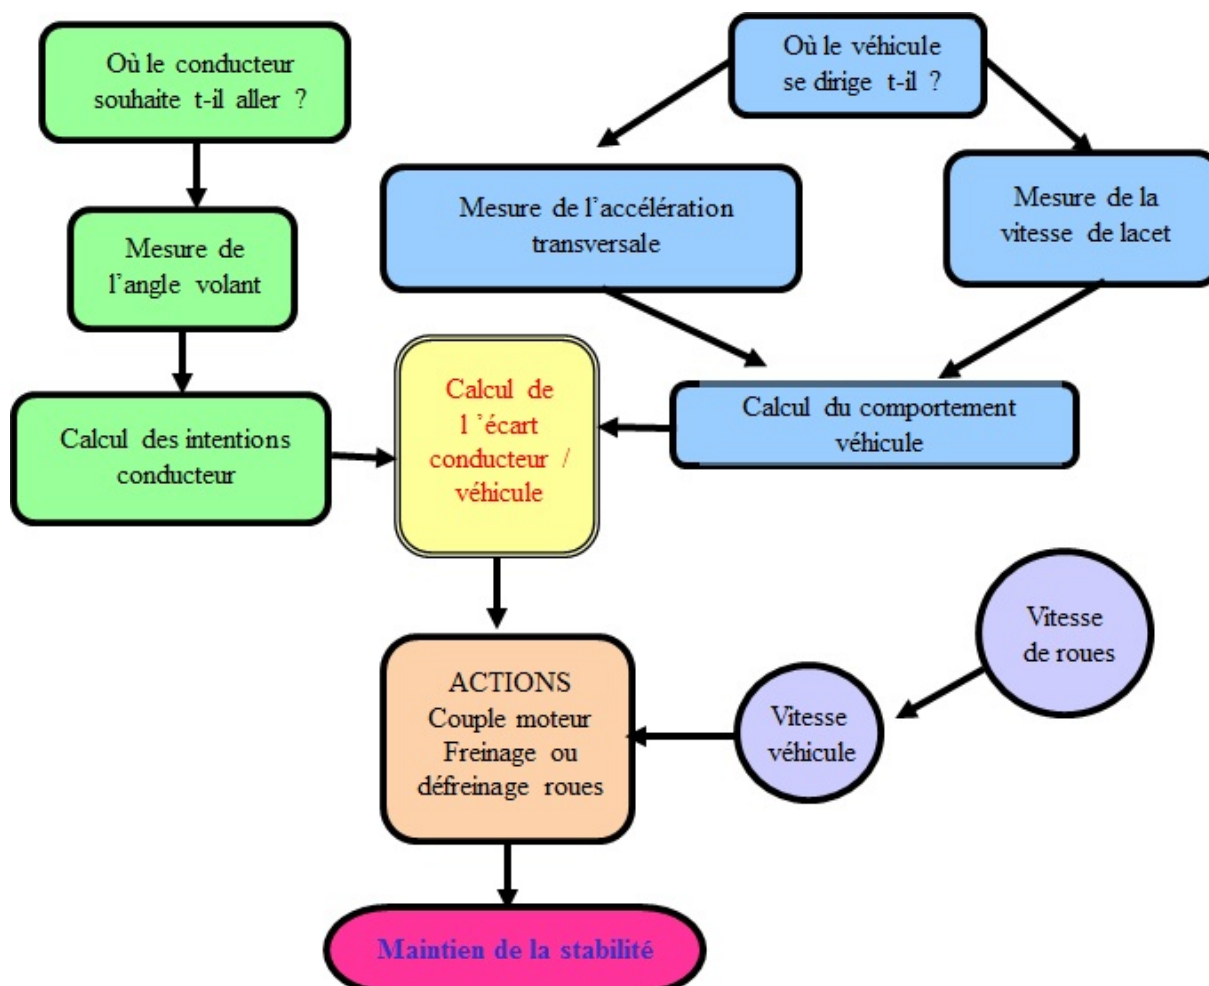 Où le conducteur
souhaite t-il aller ?
Où le véhicule
se dirige t-il ?
Mesure de
l'angle volant
Mesure de l'accélération
transversale
Mesure de la
vitesse de lacet
Calcul des intentions
conducteur
Calcul de
l 'écart
conducteur /
véhicule
Calcul du comportement
véhicule
ACTIONS
Couple moteur
Freinage ou
défreinage roues
Vitesse
véhicule
Vitesse
de roues
Maintien de la stabilité